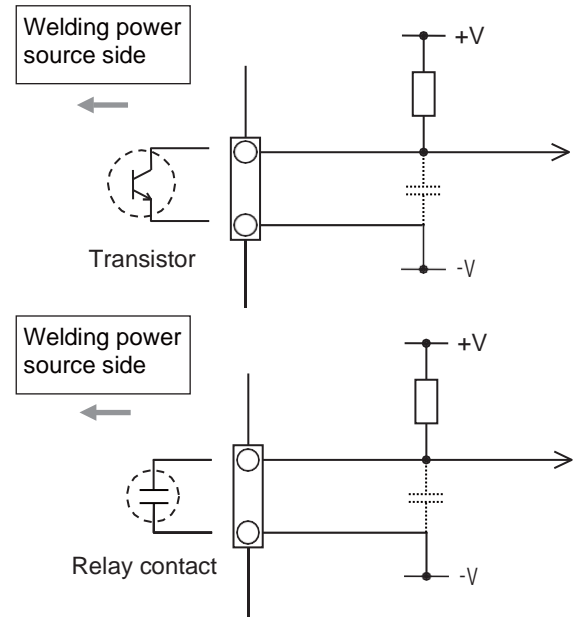 Welding power
source side
+V
Transistor
-V
Welding power
source side
+V
Relay contact
-V